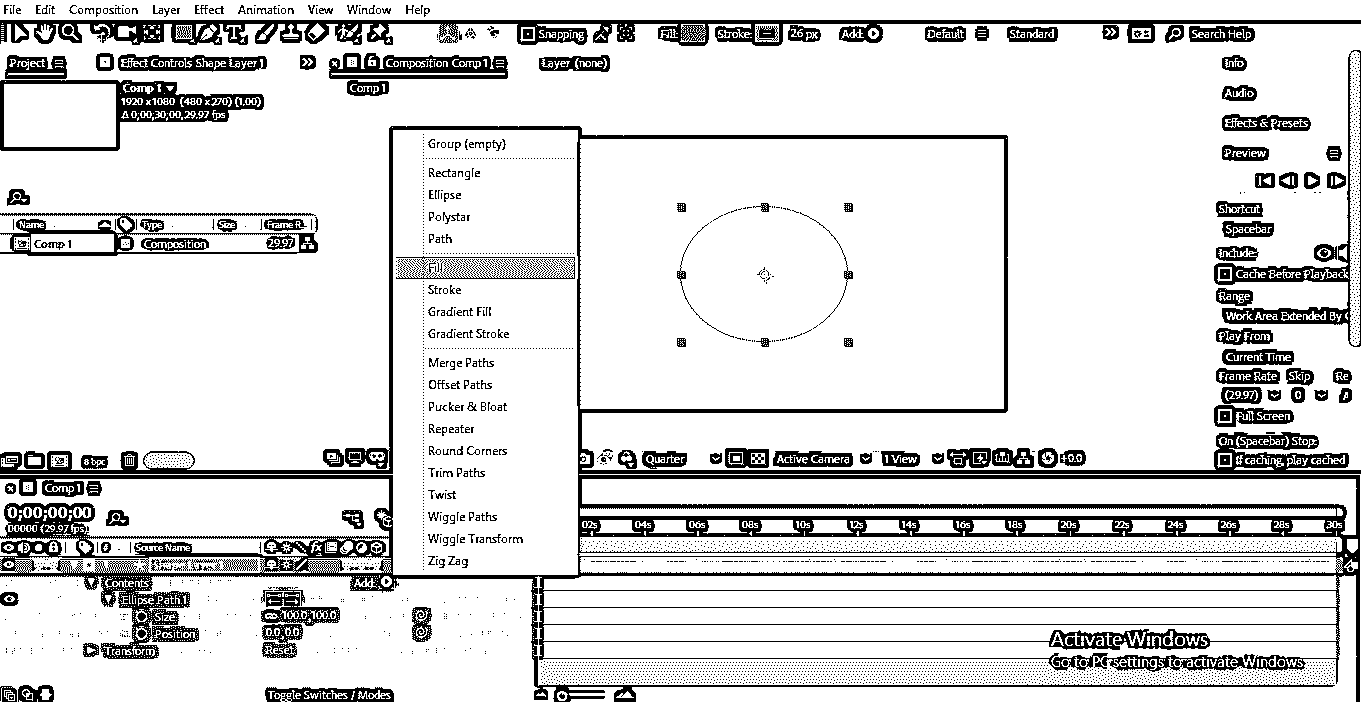 File Edit Composition Layer Effect Animation View Window Help
Snapping Fill: Stroke: 26 px Add: Default Standard Search Help
Project Effect Controls Shape Layer 1 Composition Comp 1 Layer (none)
Comp 1
1920 x 1080 (480 x 270) (1.00)
Δ 0;00;30;00, 29.97 fps
Comp 1
Name Type Size Frame R...
Comp 1 Composition 29.97
8 bpc
Group (empty)
Rectangle
Ellipse
Polystar
Path
Fill
Stroke
Gradient Fill
Gradient Stroke
Merge Paths
Offset Paths
Pucker & Bloat
Repeater
Round Corners
Trim Paths
Twist
Wiggle Paths
Wiggle Transform
Zig Zag
Quarter Active Camera 1 View +0.0
Info
Audio
Effects & Presets
Preview
Shortcut
Spacebar
Include:
Cache Before Playback
Range
Work Area Extended By
Play From
Current Time
Frame Rate Skip Re
(29.97) 0
Full Screen
On (Spacebar) Stop:
If caching, play cached
Comp 1
0;00;00;00
00000 (29.97 fps)
02s 04s 06s 08s 10s 12s 14s 16s 18s 20s 22s 24s 26s 28s 30s
# Source Name
Contents Add:
Ellipse Path 1
Size 100.0,100.0
Position 0.0,0.0
Transform Reset
Toggle Switches / Modes
Activate Windows
Go to PC settings to activate Windows.